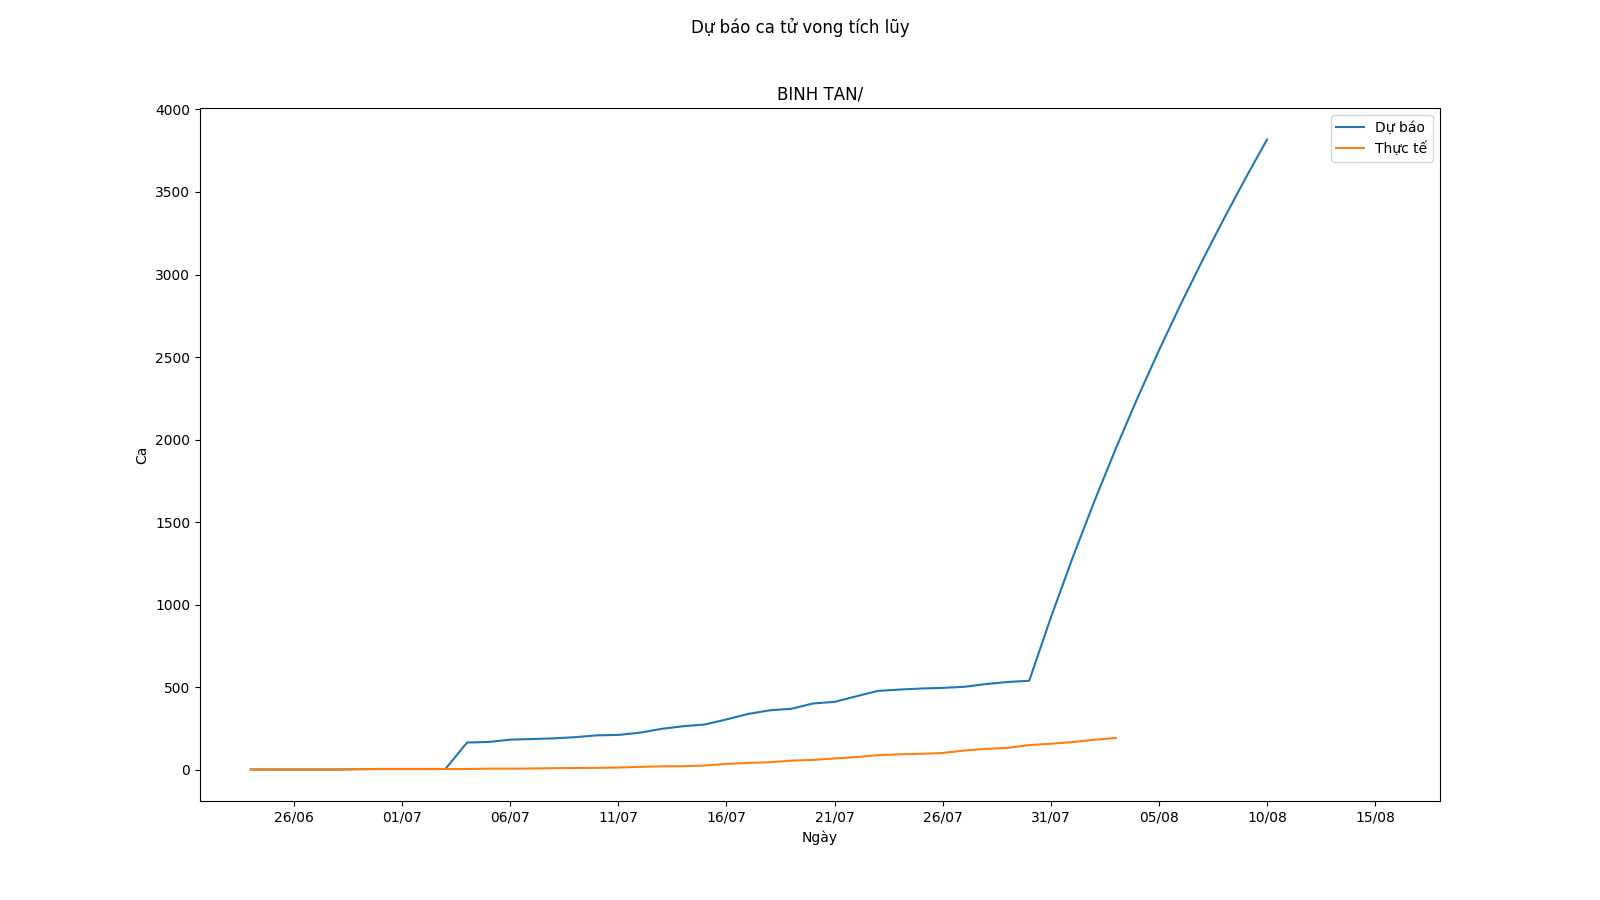 Dự báo ca tử vong tích lũy
BINH TAN/
4000
3500
3000
2500
2000
1500
1000
500
0
Ca
Dự báo
Thực tế
26/06 01/07 06/07 11/07 16/07 21/07 26/07 31/07 05/08 10/08 15/08
Ngày